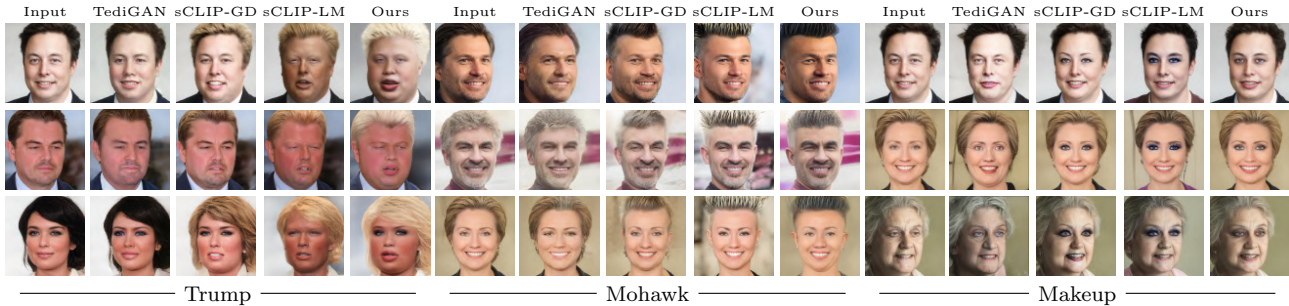 Input TediGAN sCLIP-GD sCLIP-LM Ours Input TediGAN sCLIP-GD sCLIP-LM Ours Input TediGAN sCLIP-GD sCLIP-LM Ours
Trump Mohawk Makeup